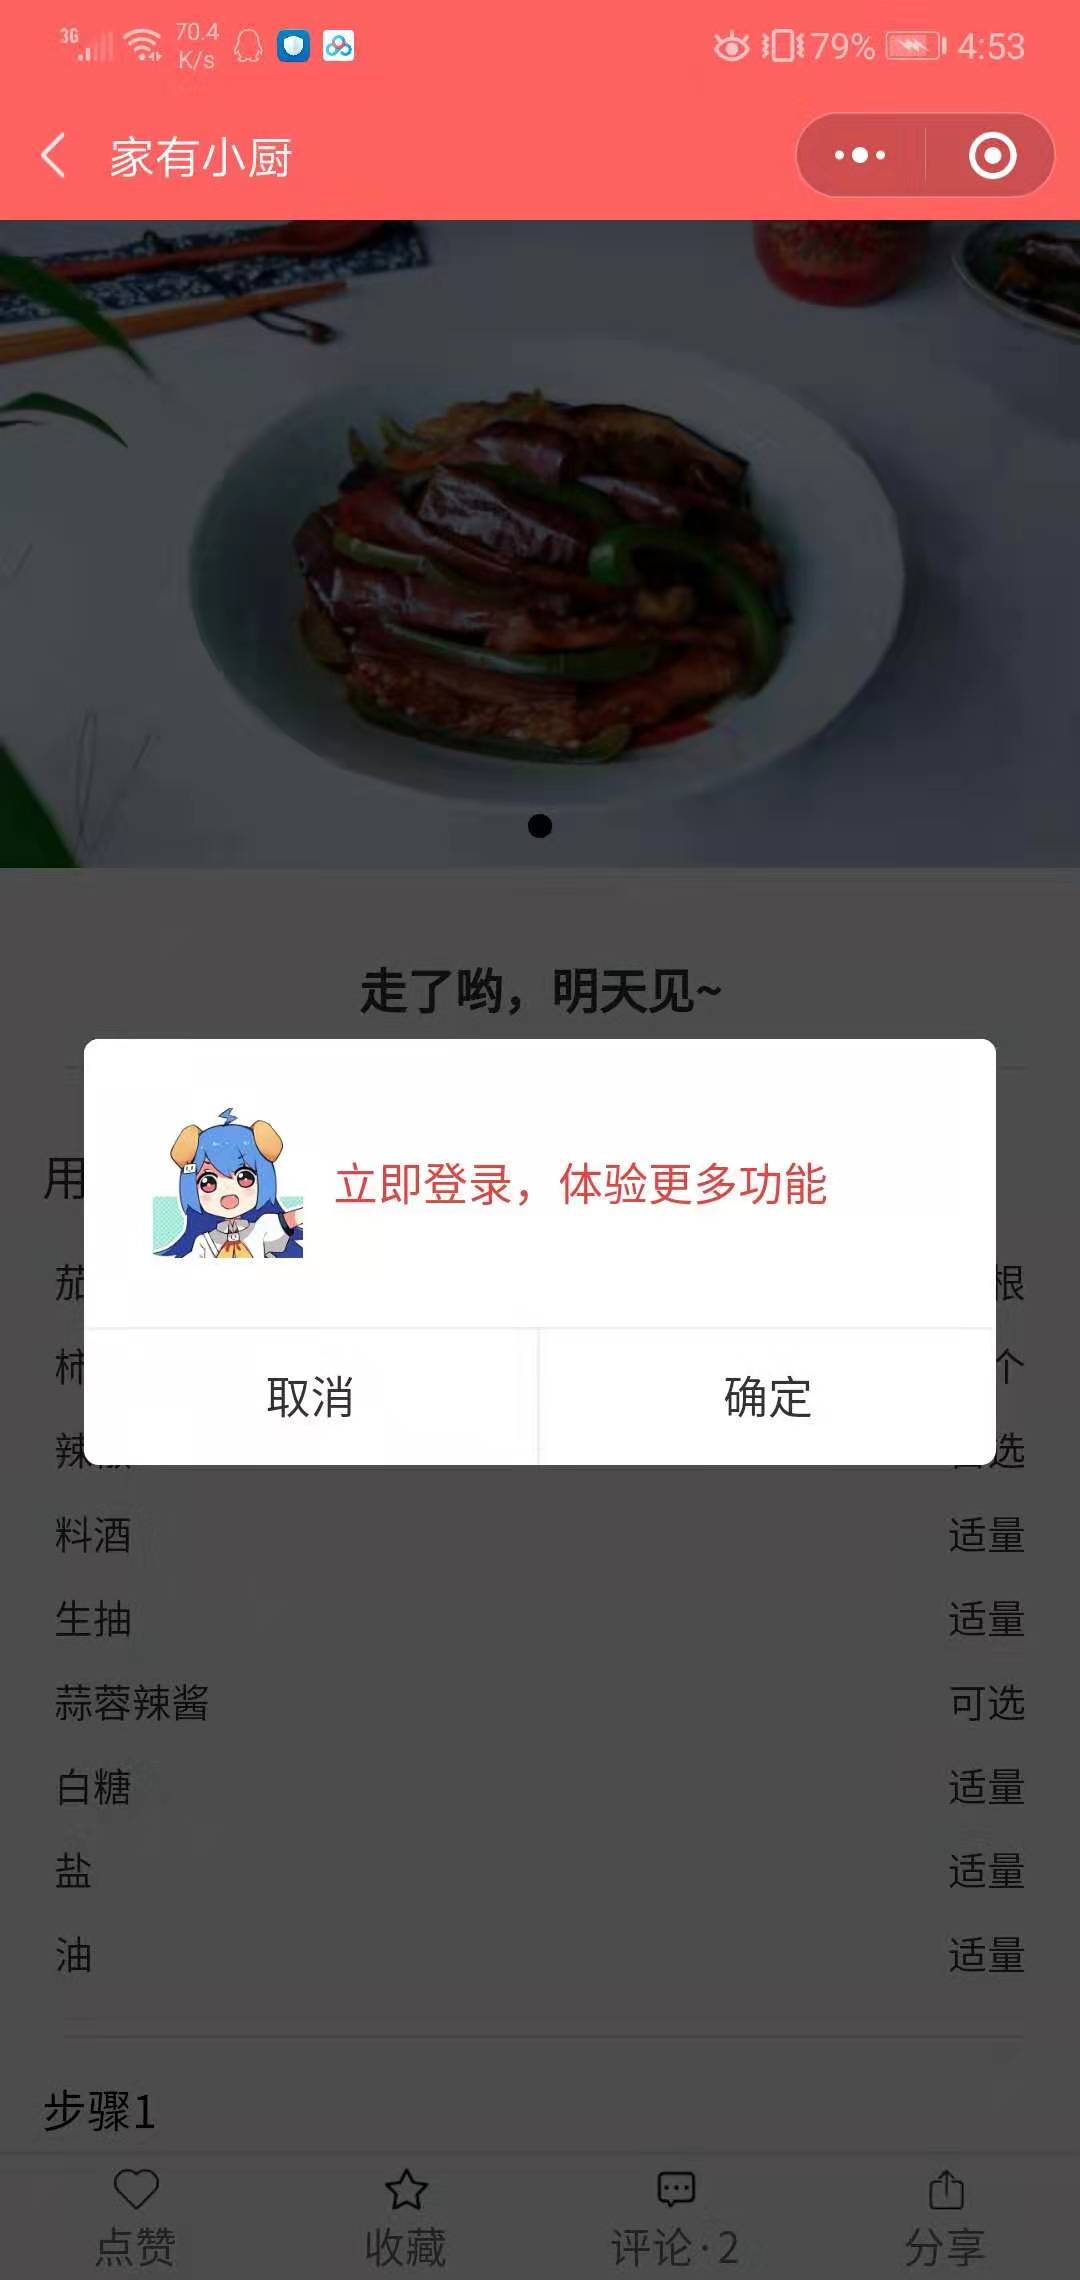 3G 70.4 K/s 79% 4:53
家有小厨
走了哟，明天见~
立即登录，体验更多功能
取消 确定
用
茄 根
柿 个
辣 选
料酒 适量
生抽 适量
蒜蓉辣酱 可选
白糖 适量
盐 适量
油 适量
步骤1
点赞 收藏 评论·2 分享